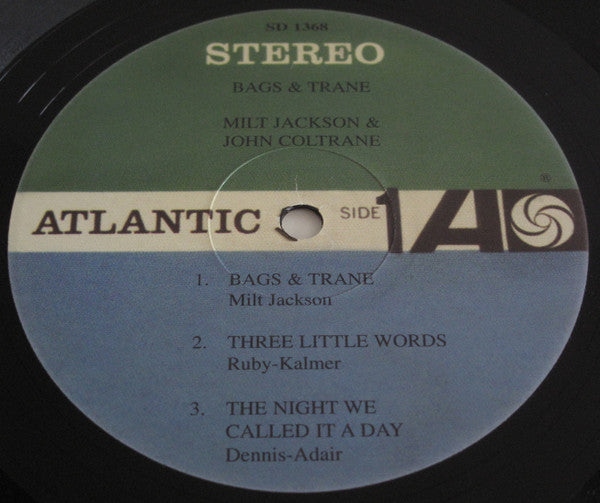 SD 1368
STEREO
BAGS & TRANE
MILT JACKSON &
JOHN COLTRANE
®
ATLANTIC SIDE 1 A
1. BAGS & TRANE
Milt Jackson
2. THREE LITTLE WORDS
Ruby-Kalmer
3. THE NIGHT WE
CALLED IT A DAY
Dennis-Adair